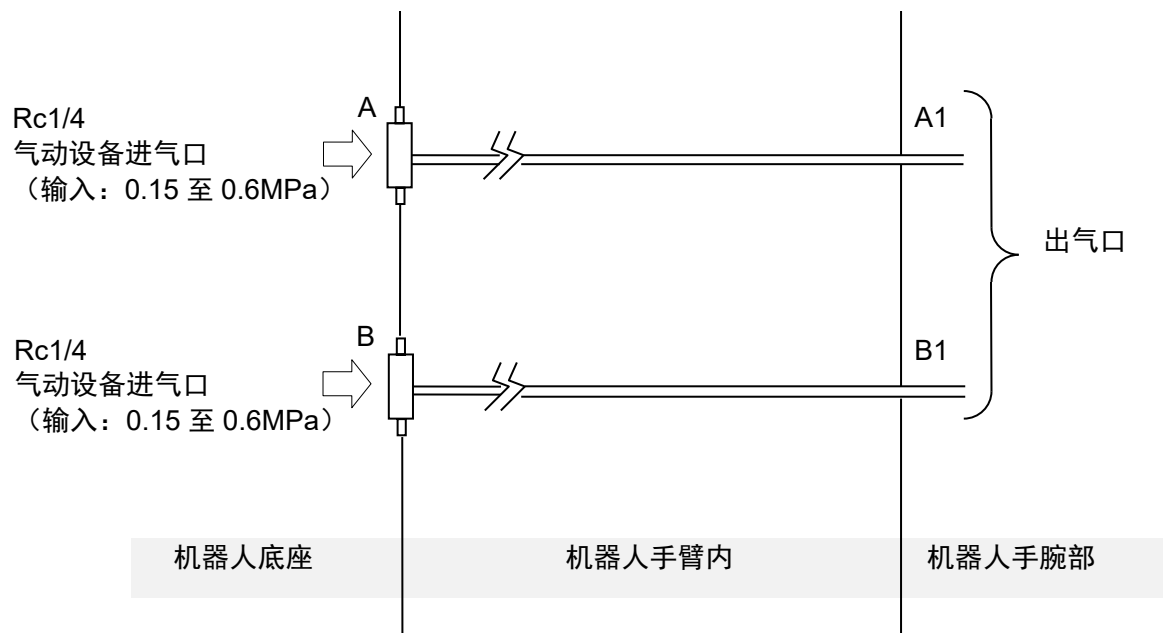 Rc1/4
气动设备进气口
（输入：0.15 至 0.6MPa）
A
A1
出气口
Rc1/4
气动设备进气口
（输入：0.15 至 0.6MPa）
B
B1
机器人底座
机器人手臂内
机器人手腕部